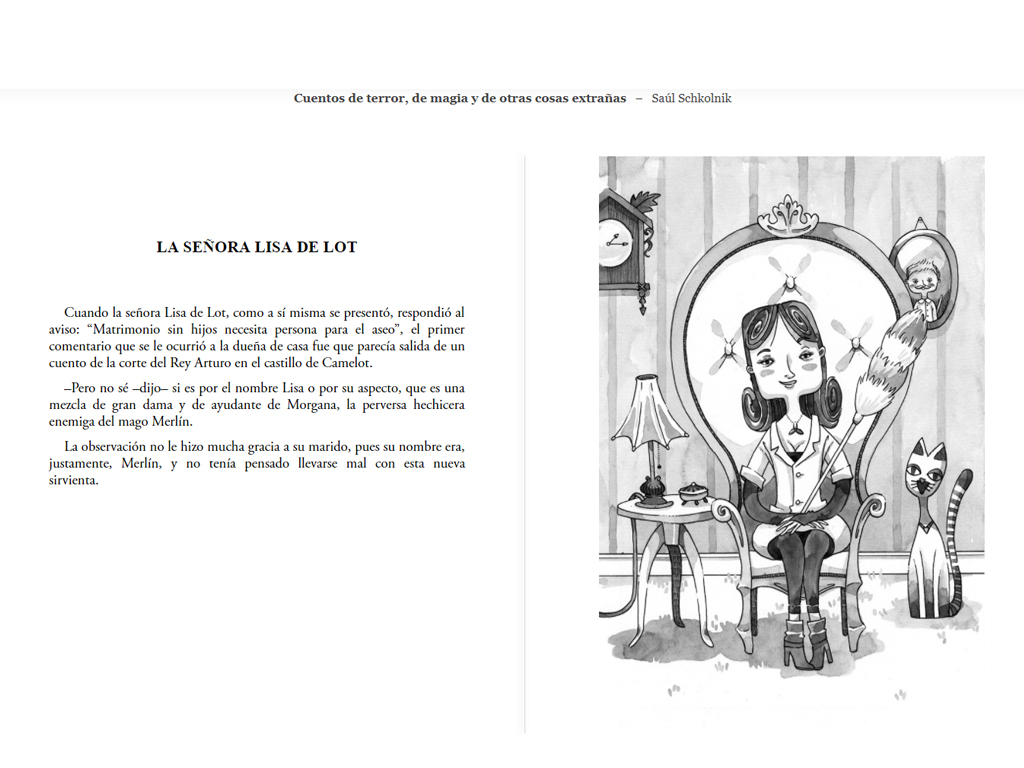 Cuentos de terror, de magia y de otras cosas extrañas – Saúl Schkolnik
LA SEÑORA LISA DE LOT
Cuando la señora Lisa de Lot, como a sí misma se presentó, respondió al
aviso: “Matrimonio sin hijos necesita persona para el aseo”, el primer
comentario que se le ocurrió a la dueña de casa fue que parecía salida de un
cuento de la corte del Rey Arturo en el castillo de Camelot.
–Pero no sé –dijo– si es por el nombre Lisa o por su aspecto, que es una
mezcla de gran dama y de ayudante de Morgana, la perversa hechicera
enemiga del mago Merlín.
La observación no le hizo mucha gracia a su marido, pues su nombre era,
justamente, Merlín, y no tenía pensado llevarse mal con esta nueva
sirvienta.